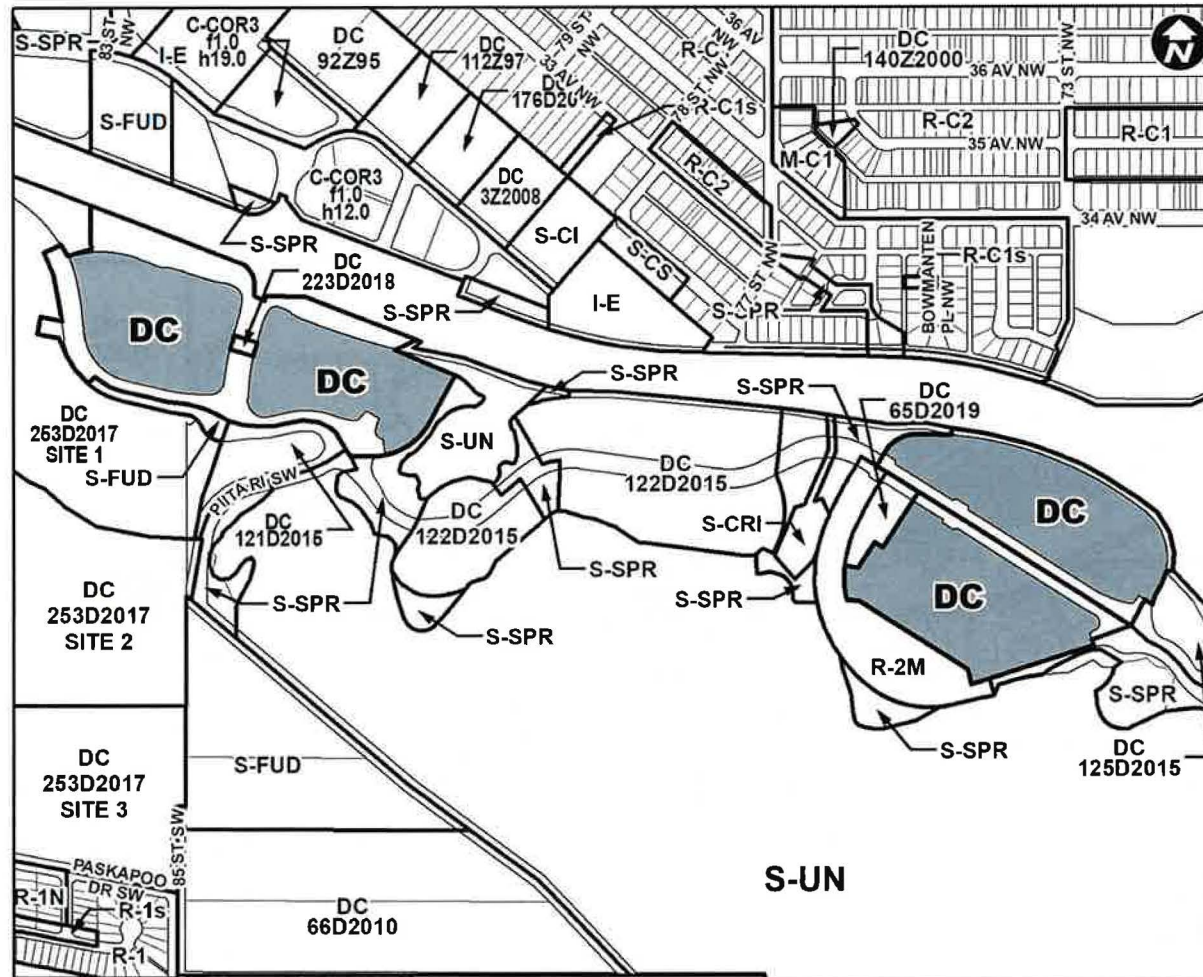 S-SPR
83 ST NW
I-E
C-COR3
f1.0
h19.0
DC
92Z95
DC
112Z97
33 AV NW
79 ST
R-C
36 AV
NW
DC
140Z2000
36 AV NW
73 ST NW
N
S-FUD
176D20
R-C1s
78 ST NW
R-C2
35 AV NW
R-C1
M-C1
R-C2
C-COR3
f1.0
h12.0
DC
3Z2008
34 AV NW
S-SPR
S-CI
S-CS
R-C1s
DC
223D2018
S-SPR
I-E
77 ST NW
BOWMANTEN
PL NW
DC
DC
S-SPR
S-SPR
DC
65D2019
DC
253D2017
SITE 1
S-FUD
S-UN
PIITA RI SW
DC
121D2015
DC
122D2015
DC
122D2015
S-CRI
DC
DC
S-SPR
S-SPR
S-SPR
S-SPR
DC
253D2017
SITE 2
R-2M
S-SPR
S-SPR
DC
125D2015
DC
253D2017
SITE 3
S-FUD
85 ST SW
PASKAPOO
DR SW
R-1N
R-1s
R-1
DC
66D2010
S-UN